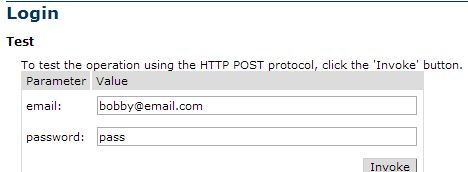 Login
Test
To test the operation using the HTTP POST protocol, click the 'Invoke' button.
Parameter Value
email: bobby@email.com
password: pass
Invoke